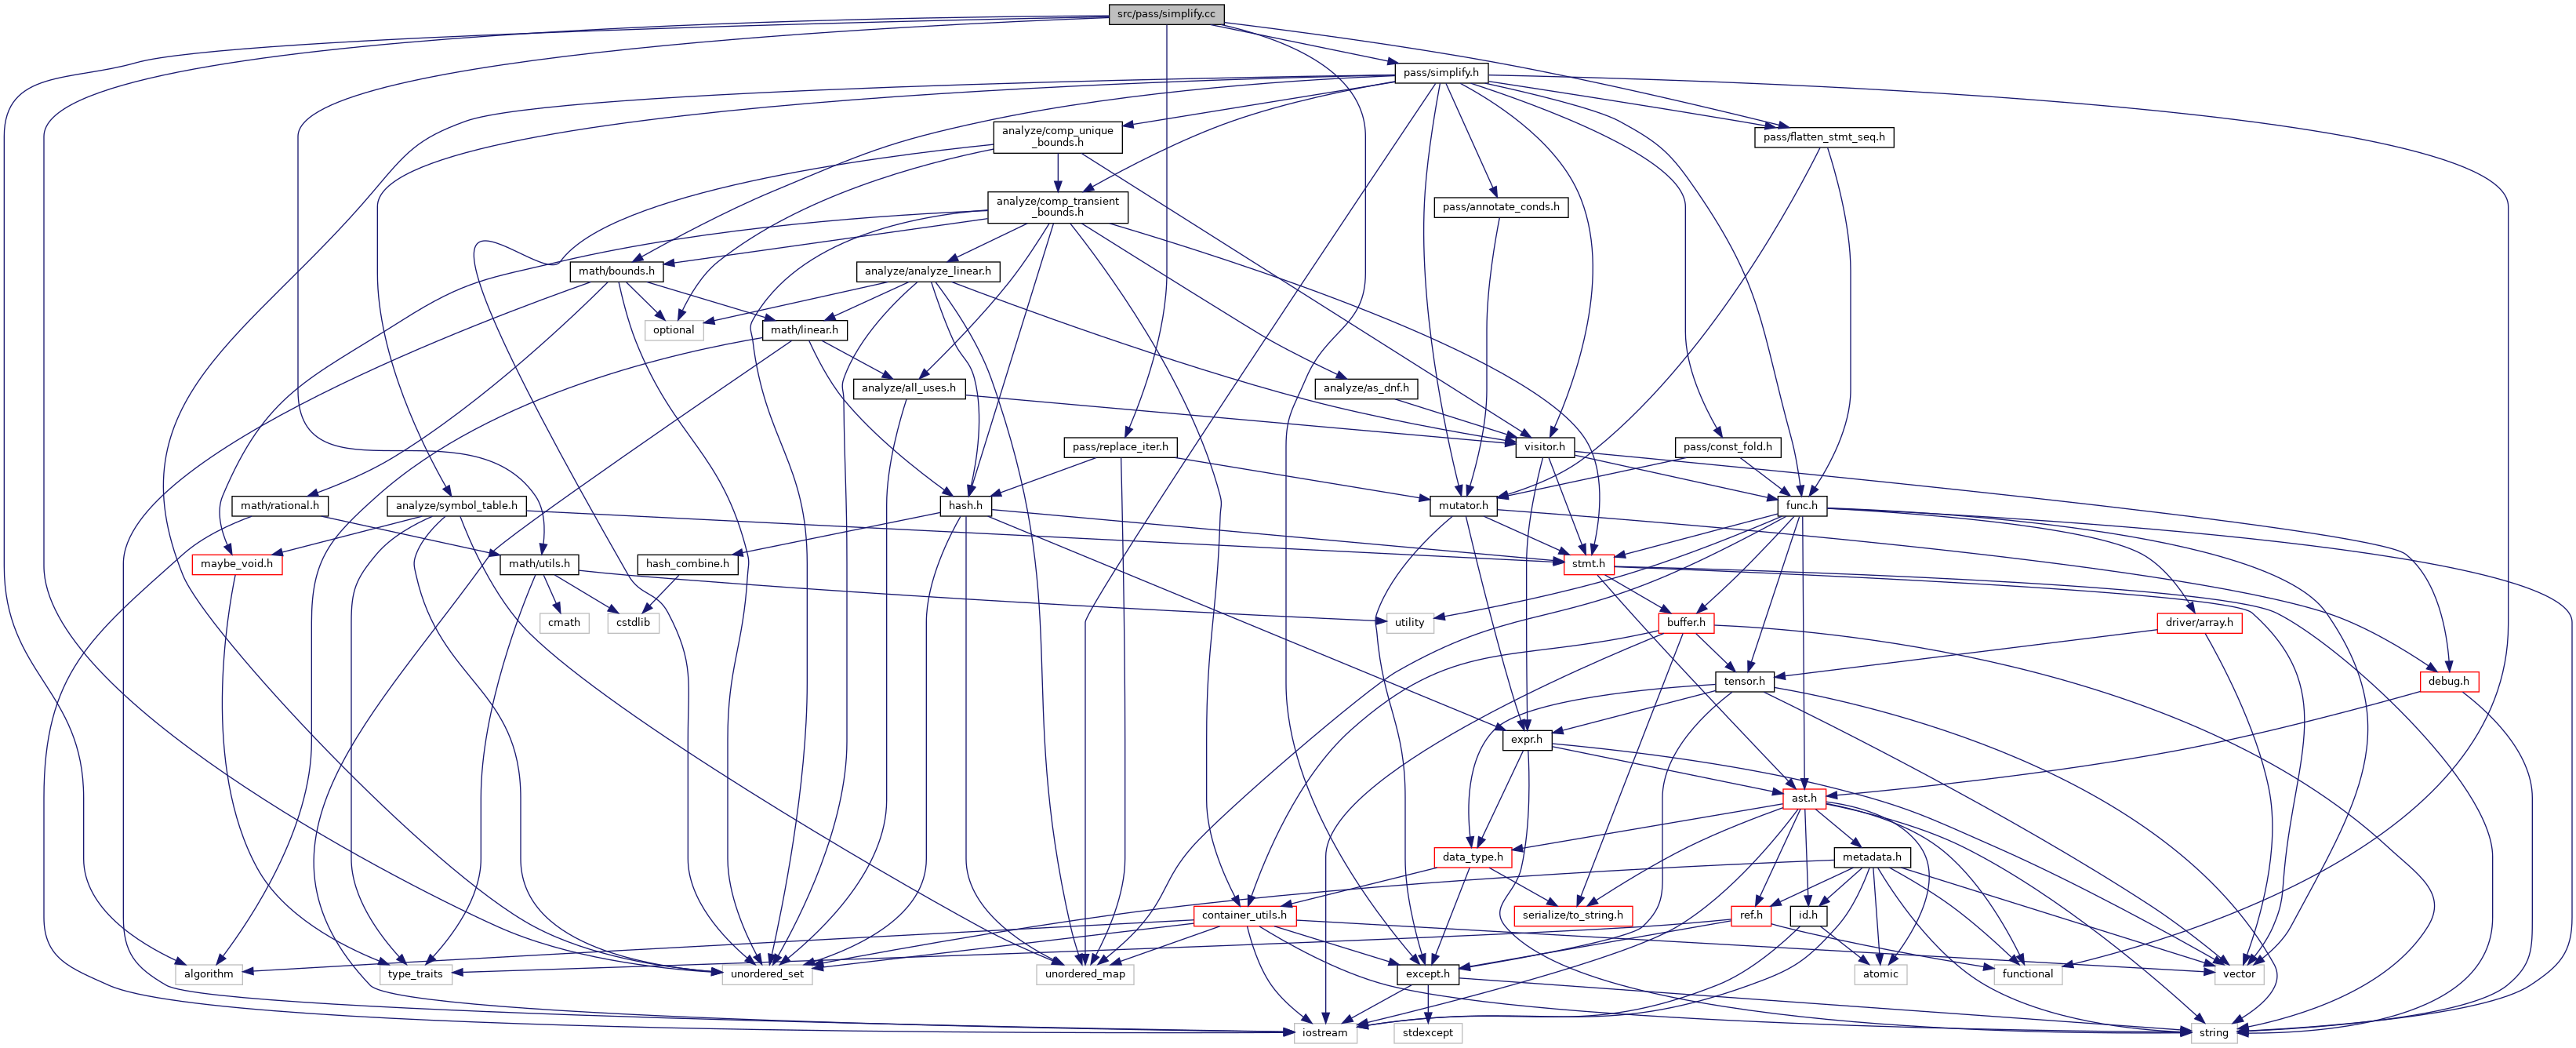 src/pass/simplify.cc
pass/simplify.h
analyze/comp_unique
_bounds.h
pass/flatten_stmt_seq.h
analyze/comp_transient
_bounds.h
pass/annotate_conds.h
math/bounds.h
analyze/analyze_linear.h
optional
math/linear.h
analyze/all_uses.h
analyze/as_dnf.h
pass/replace_iter.h
visitor.h
pass/const_fold.h
math/rational.h
analyze/symbol_table.h
hash.h
mutator.h
func.h
maybe_void.h
math/utils.h
hash_combine.h
stmt.h
cmath
cstdlib
utility
buffer.h
driver/array.h
tensor.h
debug.h
expr.h
ast.h
data_type.h
metadata.h
container_utils.h
serialize/to_string.h
ref.h
id.h
algorithm
type_traits
unordered_set
unordered_map
except.h
atomic
functional
vector
iostream
stdexcept
string